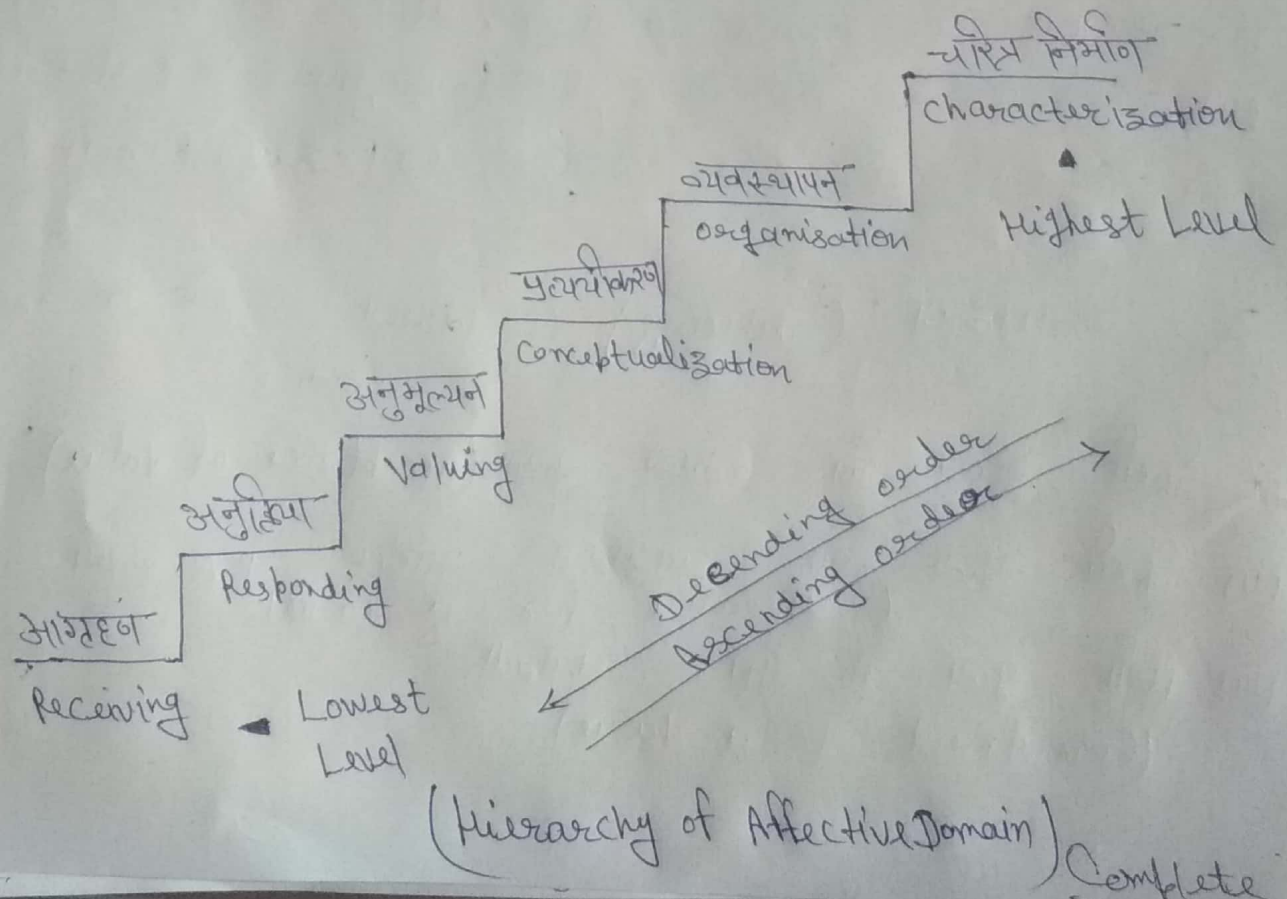 चरित्र निर्माण
Characterization
Highest Level
व्यवस्थापन
organisation
प्रत्ययीकरण
Conceptualization
अनुमूल्यन
Valuing
अनुक्रिया
Responding
आग्रहण
Receiving
Lowest
Level
Decending order
Ascending order
(Hierarchy of Affective Domain)
Complete